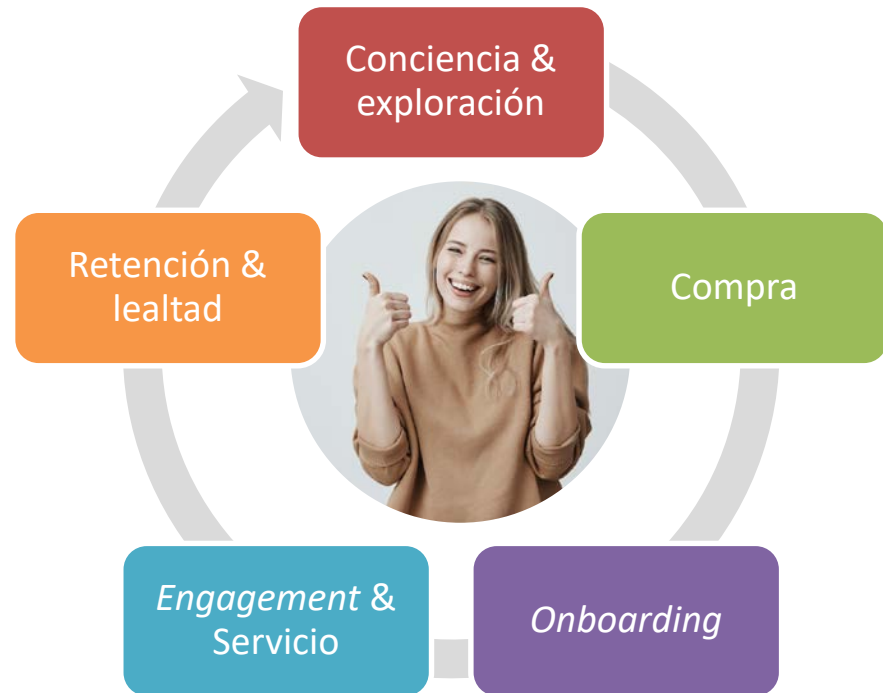 Conciencia &
exploración
Compra
Onboarding
Engagement &
Servicio
Retención &
lealtad